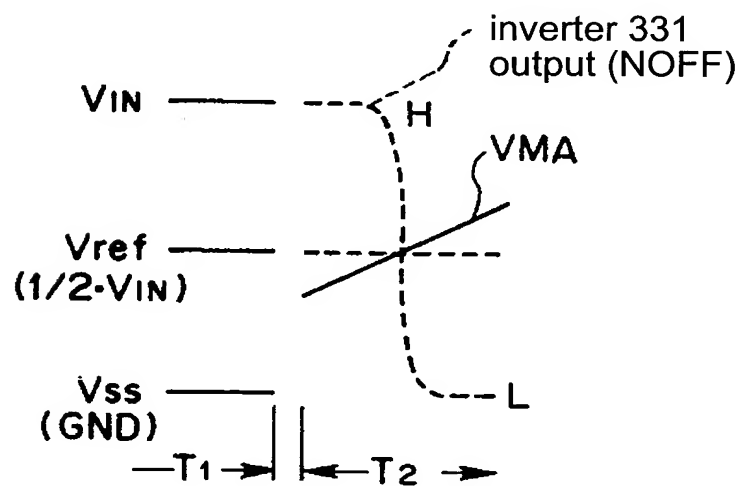 inverter 331
output (NOFF)
VIN
H
VMA
Vref
(1/2·VIN)
Vss
(GND)
L
T1
T2